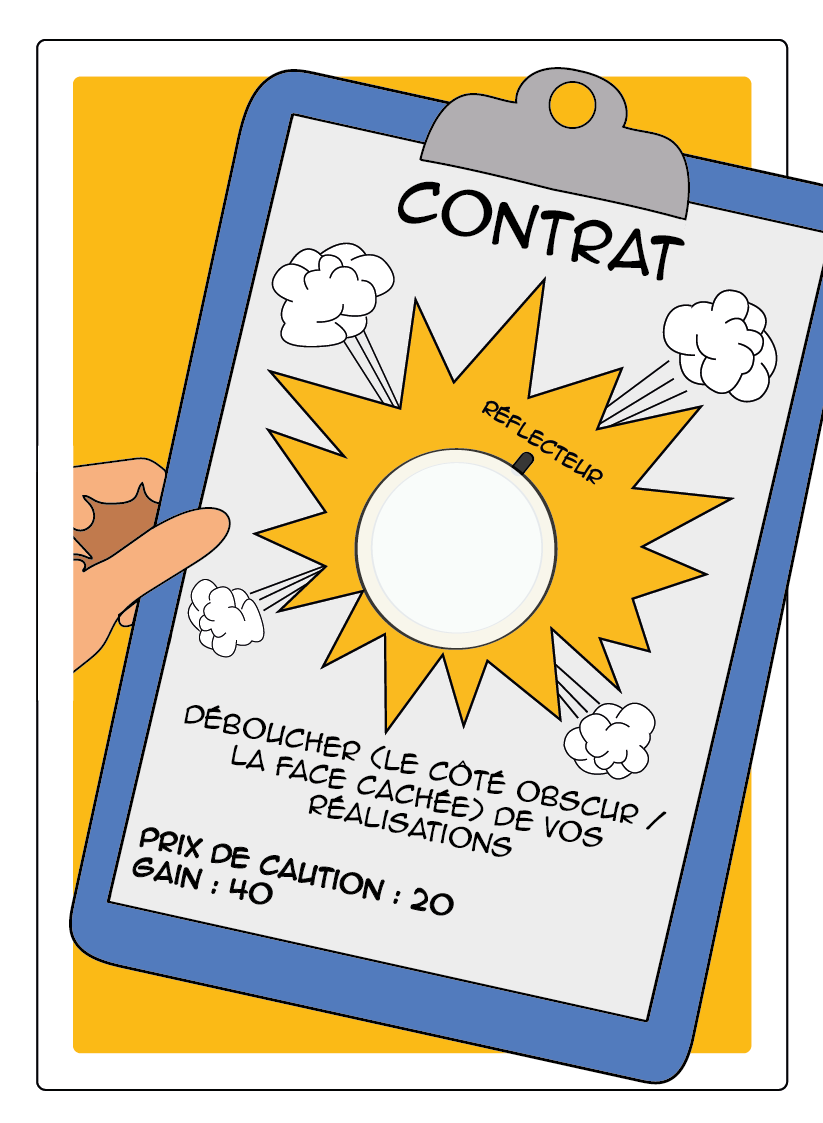 CONTRAT
RÉFLECTEUR
DÉBOUCHER (LE CÔTÉ OBSCUR /
LA FACE CACHÉE) DE VOS
RÉALISATIONS
PRIX DE CAUTION : 20
GAIN : 40